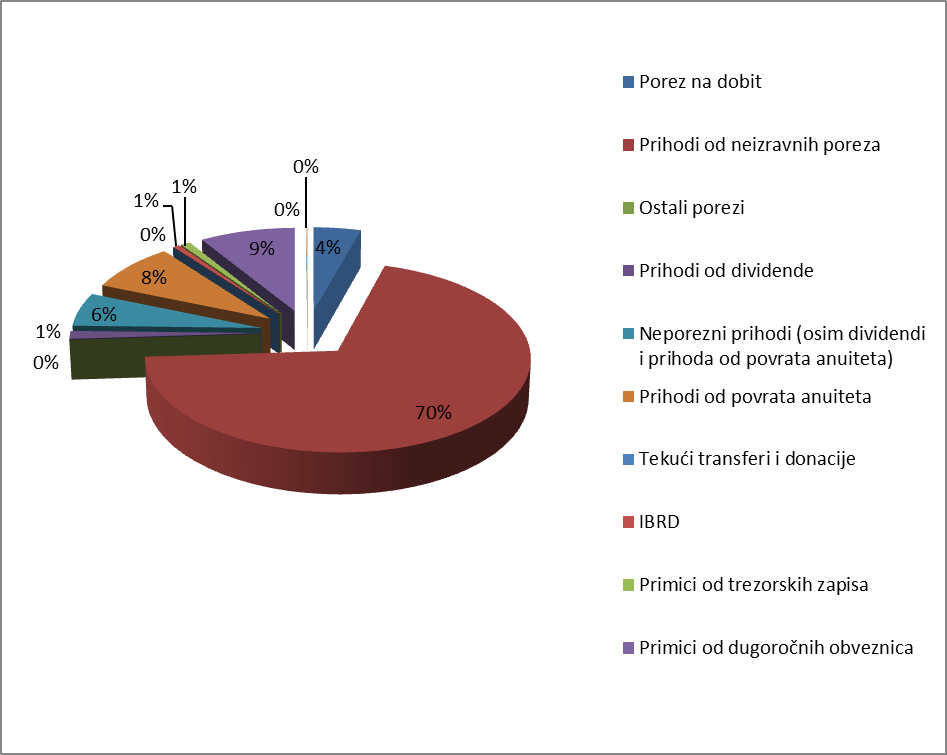 0%
1%
1%
0%
0%
9%
4%
8%
6%
1%
0%
70%
Porez na dobit
Prihodi od neizravnih poreza
Ostali porezi
Prihodi od dividende
Neporezni prihodi (osim dividendi
i prihoda od povrata anuiteta)
Prihodi od povrata anuiteta
Tekući transferi i donacije
IBRD
Primici od trezorskih zapisa
Primici od dugoročnih obveznica